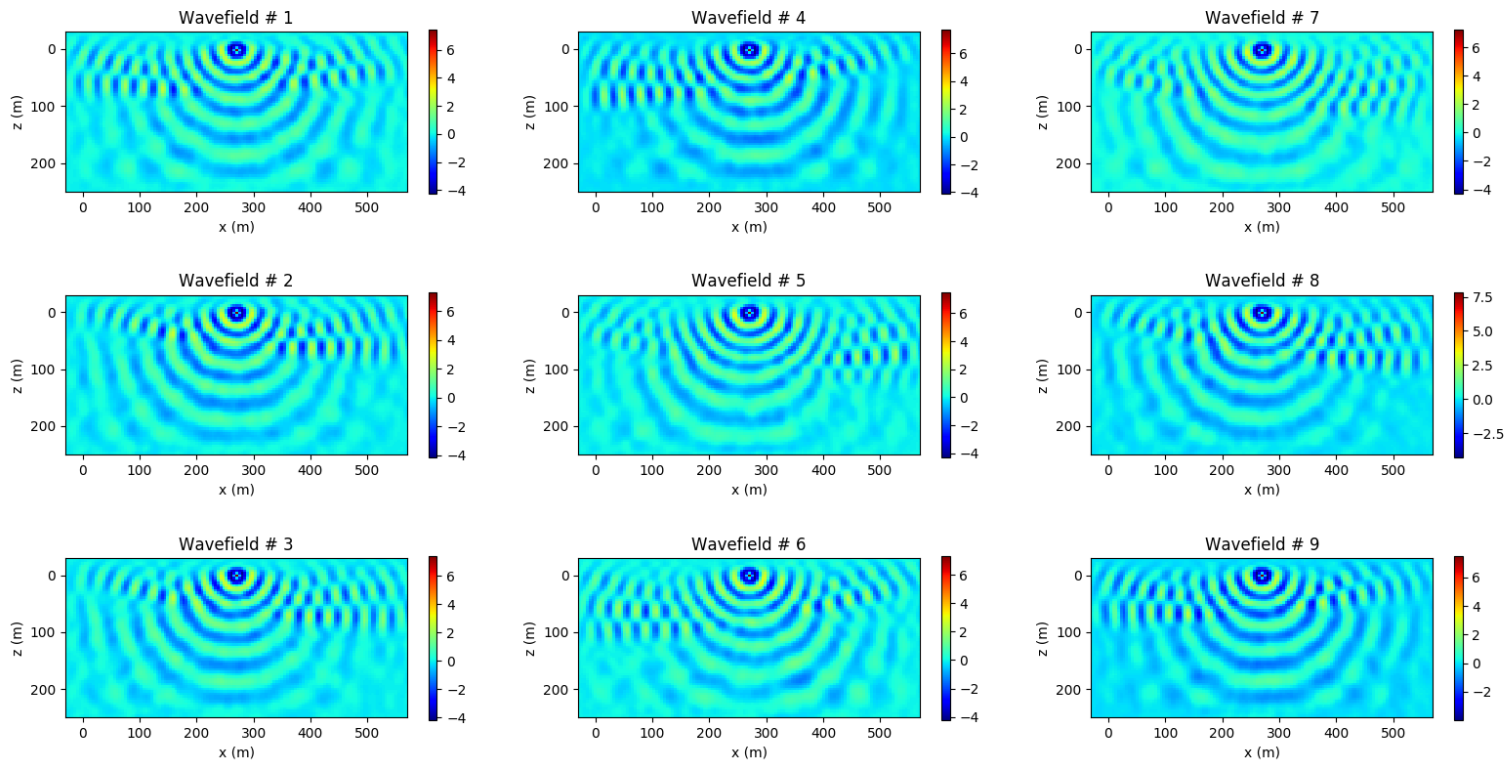 Wavefield # 1
Wavefield # 4
Wavefield # 7
0
100
200
z (m)
0 100 200 300 400 500
x (m)
6
4
2
0
−2
−4
0
100
200
z (m)
0 100 200 300 400 500
x (m)
6
4
2
0
−2
−4
0
100
200
z (m)
0 100 200 300 400 500
x (m)
6
4
2
0
−2
−4
Wavefield # 2
Wavefield # 5
Wavefield # 8
0
100
200
z (m)
0 100 200 300 400 500
x (m)
6
4
2
0
−2
−4
0
100
200
z (m)
0 100 200 300 400 500
x (m)
6
4
2
0
−2
−4
0
100
200
z (m)
0 100 200 300 400 500
x (m)
7.5
5.0
2.5
0.0
−2.5
Wavefield # 3
Wavefield # 6
Wavefield # 9
0
100
200
z (m)
0 100 200 300 400 500
x (m)
6
4
2
0
−2
−4
0
100
200
z (m)
0 100 200 300 400 500
x (m)
6
4
2
0
−2
−4
0
100
200
z (m)
0 100 200 300 400 500
x (m)
6
4
2
0
−2